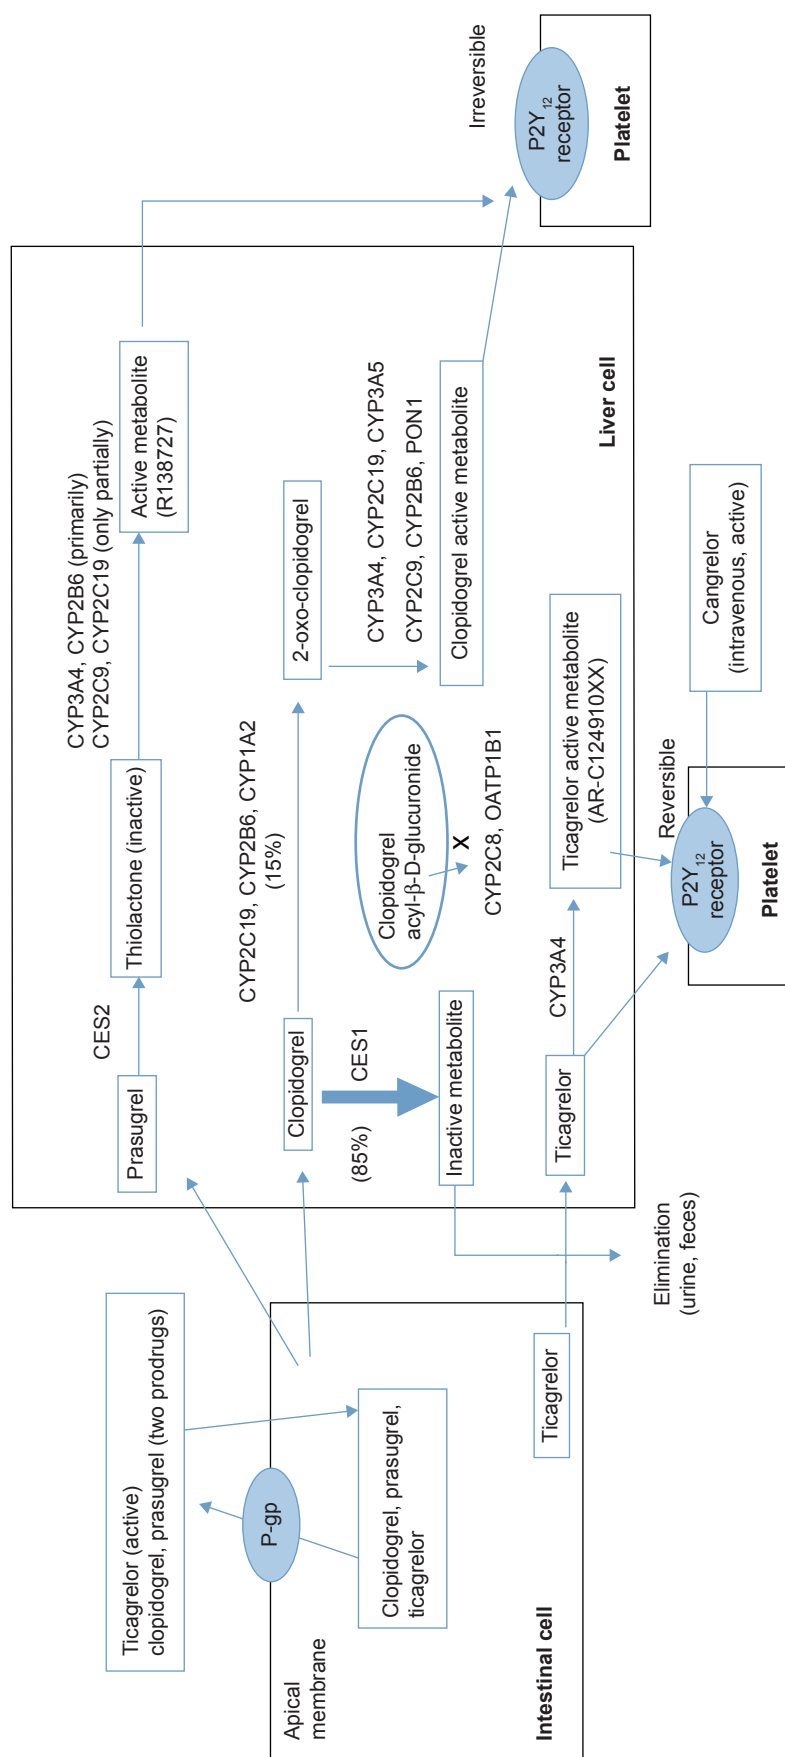 Ticagrelor (active)
clopidogrel, prasugrel (two prodrugs)
Apical
membrane
P-gp
Clopidogrel, prasugrel,
ticagrelor
Ticagrelor
Intestinal cell
Prasugrel
CES2
Thiolactone (inactive)
CYP3A4, CYP2B6 (primarily)
CYP2C9, CYP2C19 (only partially)
Active metabolite
(R138727)
Clopidogrel
CYP2C19, CYP2B6, CYP1A2
(15%)
2-oxo-clopidogrel
(85%)
CES1
Inactive metabolite
Clopidogrel
acyl-β-D-glucuronide
X
CYP2C8, OATP1B1
CYP3A4, CYP2C19, CYP3A5
CYP2C9, CYP2B6, PON1
Clopidogrel active metabolite
Ticagrelor
CYP3A4
Ticagrelor active metabolite
(AR-C124910XX)
Liver cell
Elimination
(urine, feces)
Reversible
P2Y12
receptor
Platelet
Cangrelor
(intravenous, active)
Irreversible
P2Y12
receptor
Platelet